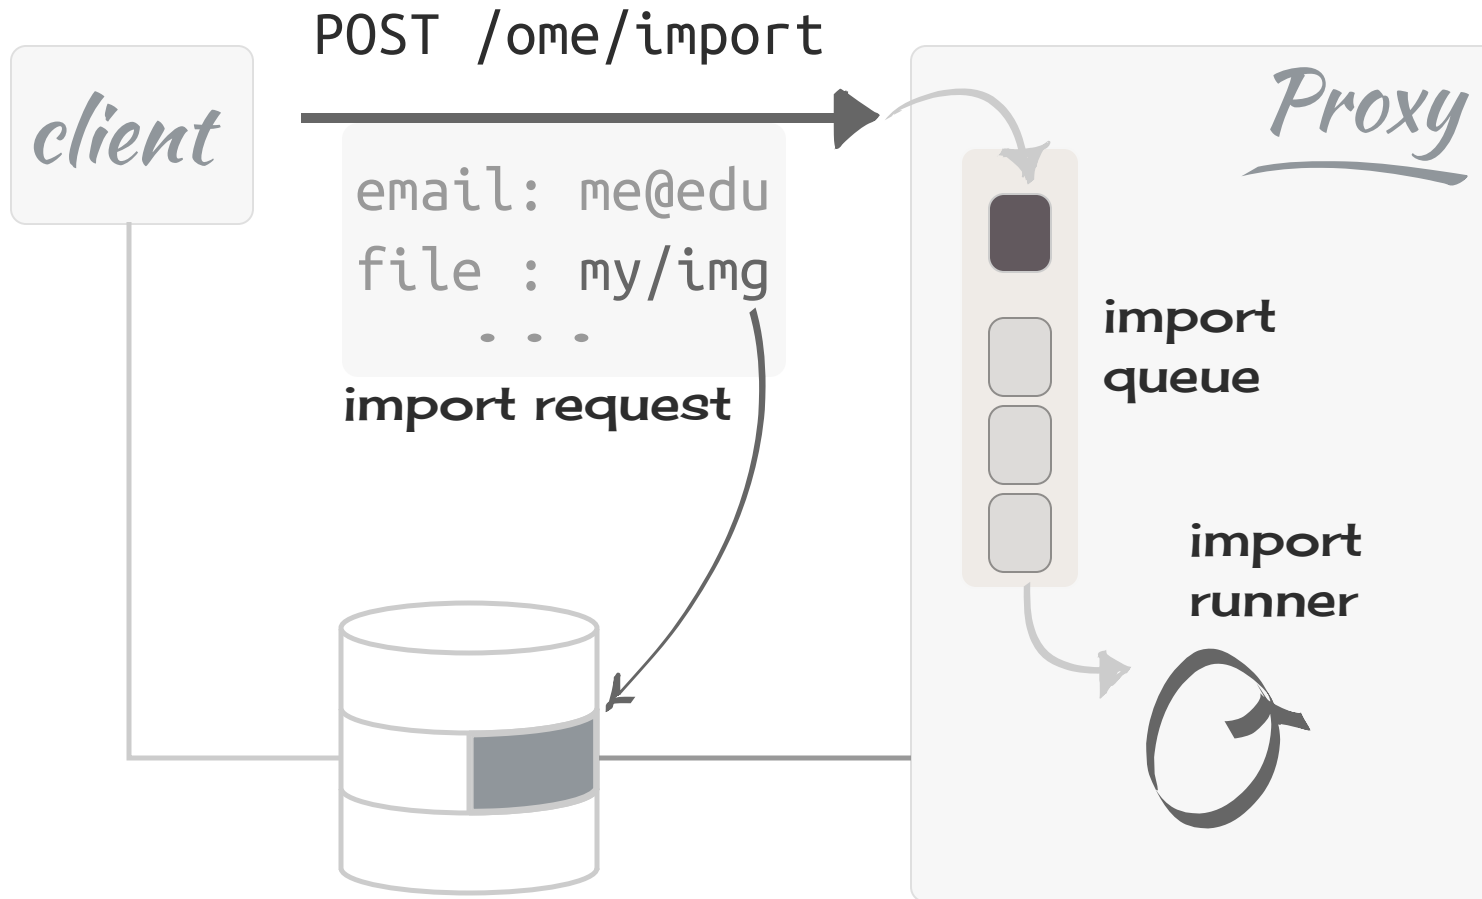 POST /ome/import
client
Proxy
email: me@edu
file : my/img
. . .
import request
import
queue
import
runner